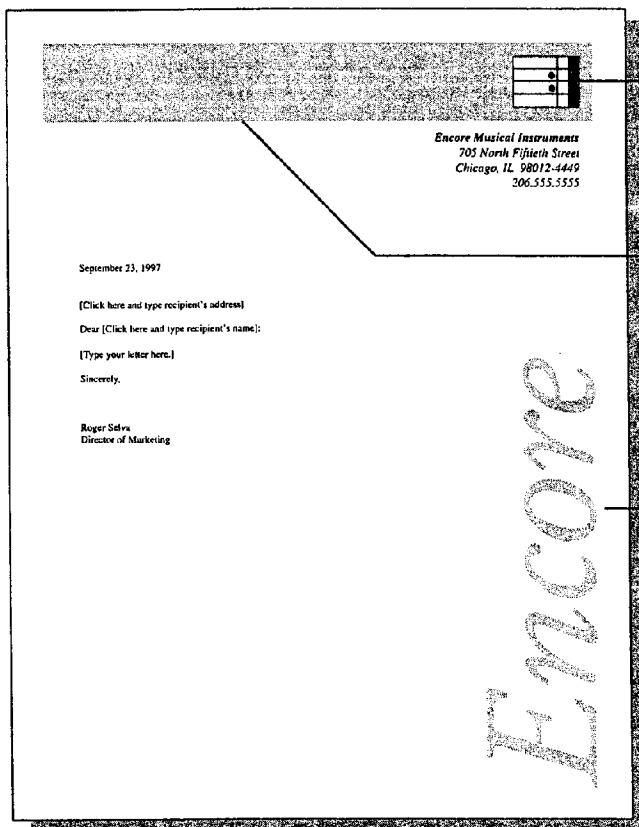 Encore Musical Instruments
705 North Fiftieth Street
Chicago, IL 98012-4449
206.555.5555
September 23, 1997
[Click here and type recipient's address]
Dear [Click here and type recipient's name]:
[Type your letter here.]
Sincerely,
Roger Selva
Director of Marketing
Encore